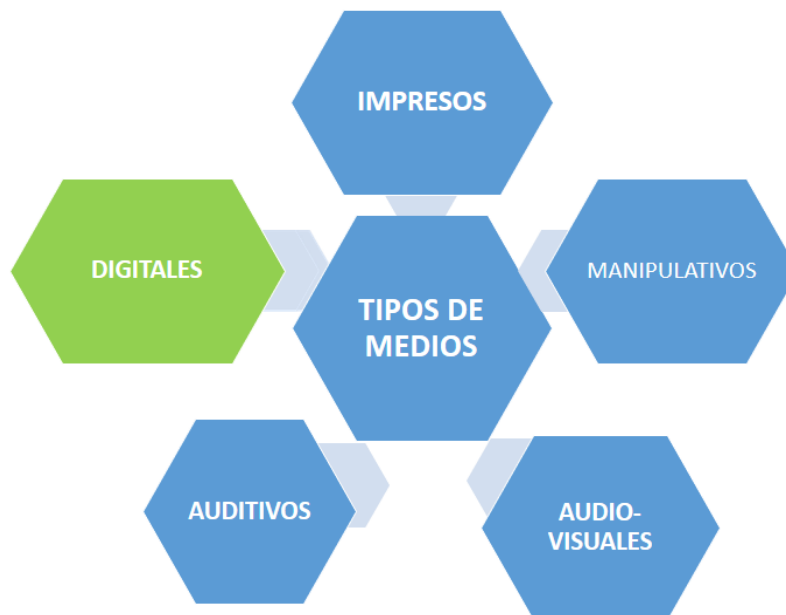 IMPRESOS
DIGITALES
MANIPULATIVOS
TIPOS DE
MEDIOS
AUDITIVOS
AUDIO-
VISUALES